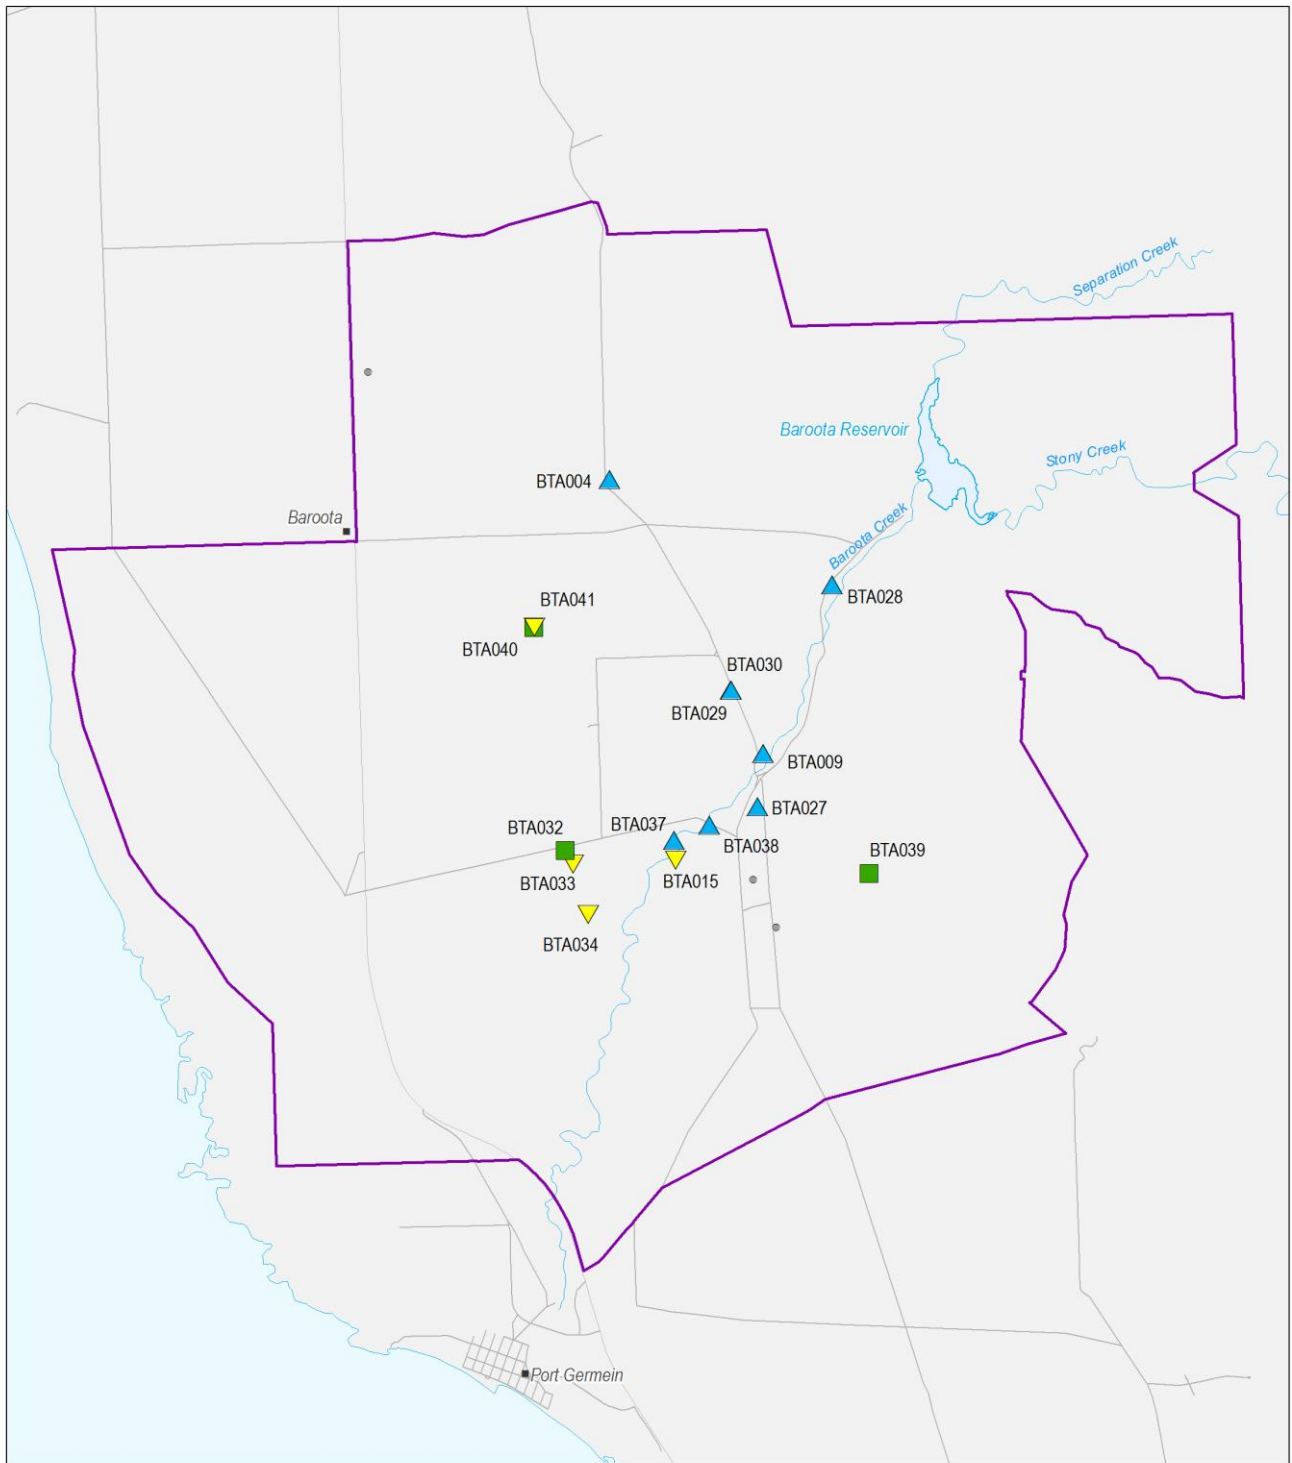 Separation Creek
Baroota Reservoir
Stony Creek
BTA004
Baroota
Baroota Creek
BTA028
BTA041
BTA040
BTA030
BTA029
BTA009
BTA027
BTA037
BTA032
BTA038
BTA039
BTA033
BTA015
BTA034
Port Germein